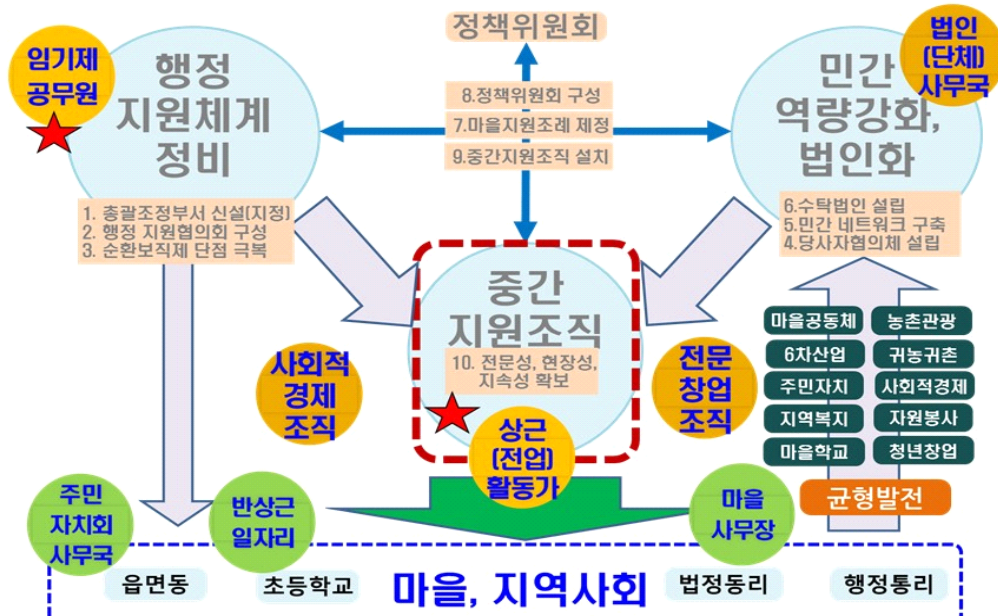 정책위원회
임기제
공무원
행정
지원체계
정비
8.정책위원회 구성
7.마을지원조례 제정
9.중간지원조직 설치
민간
역량강화,
법인화
법인
(단체)
사무국
1. 총괄조정부서 신설(지정)
2. 행정 지원협의회 구성
3. 순환보직제 단점 극복
6.수탁법인 설립
5.민간 네트워크 구축
4.당사자협의체 설립
중간
지원조직
10. 전문성, 현장성,
지속성 확보
사회적
경제
조직
전문
창업
조직
상근
(전업)
활동가
마을공동체
농촌관광
6차산업
귀농귀촌
주민자치
사회적경제
지역복지
자원봉사
마을학교
청년창업
균형발전
주민
자치회
사무국
반상근
일자리
마을
사무장
읍면동
초등학교
마을, 지역사회
법정동리
행정통리